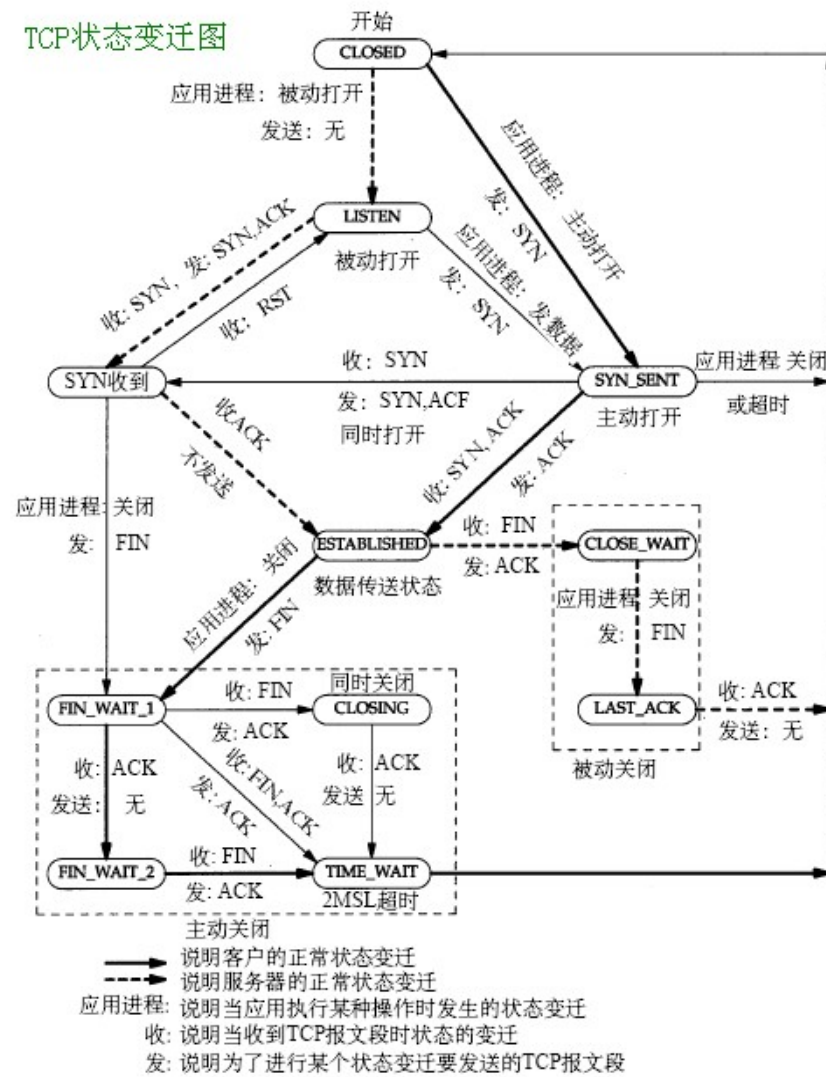 TCP状态变迁图
开始
CLOSED
应用进程：被动打开
发送：无
应用进程：主动打开
发：SYN
LISTEN
被动打开
收：SYN，发：SYN,ACK
收：RST
应用进程：发数据
发：SYN
SYN收到
收：SYN
发：SYN,ACF
同时打开
SYN_SENT
主动打开
应用进程:关闭
或超时
收ACK
不发送
收: SYN, ACK
发: ACK
应用进程:关闭
发: FIN
ESTABLISHED
数据传送状态
收: FIN
发: ACK
CLOSE_WAIT
应用进程:关闭
发: FIN
应用进程 关闭
发: FIN
LAST_ACK
收: ACK
发送：无
被动关闭
FIN_WAIT_1
收: FIN
发: ACK
同时关闭
CLOSING
收: ACK
发送：无
收: FIN,ACK
发: ACK
收: ACK
发送 无
FIN_WAIT_2
收: FIN
发: ACK
TIME_WAIT
2MSL超时
主动关闭
说明客户的正常状态变迁
说明服务器的正常状态变迁
应用进程: 说明当应用执行某种操作时发生的状态变迁
收: 说明当收到TCP报文段时状态的变迁
发: 说明为了进行某个状态变迁要发送的TCP报文段